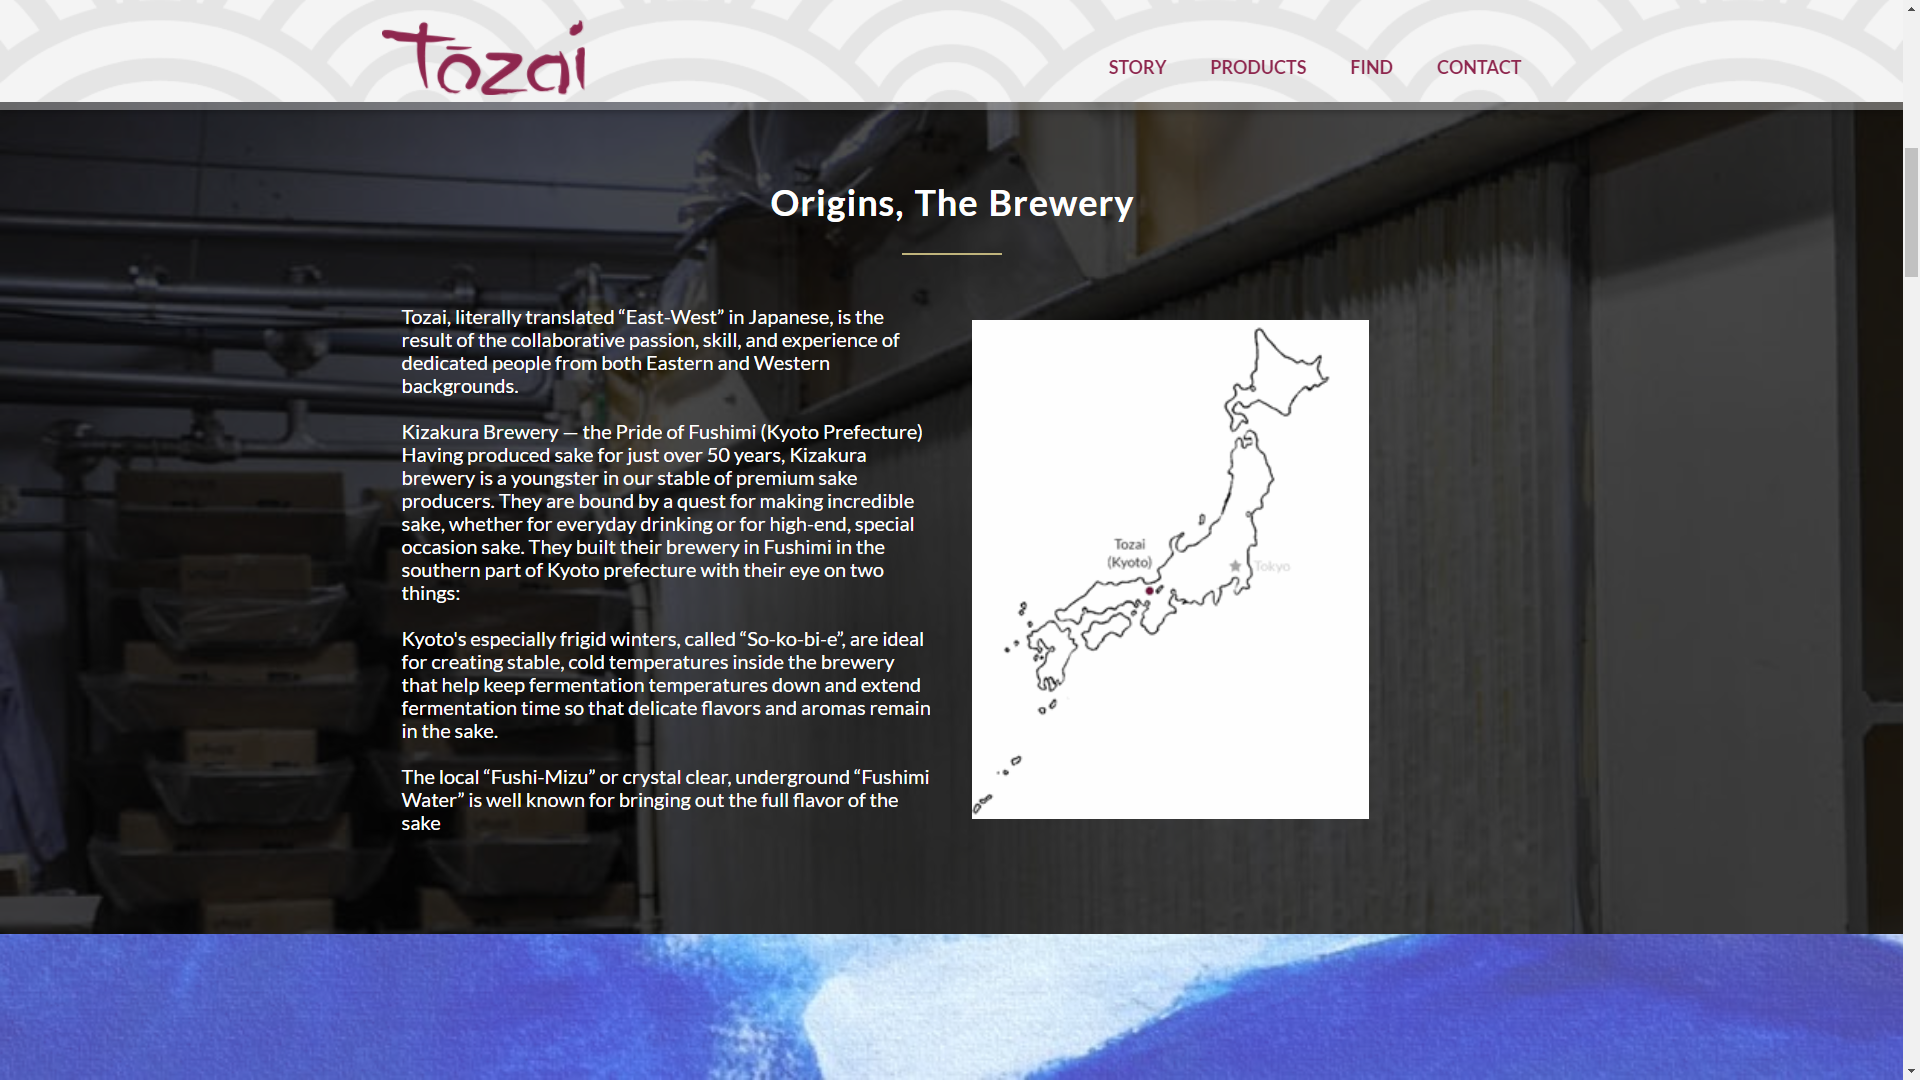 Tōzai
STORY
PRODUCTS
FIND
CONTACT
Origins, The Brewery
Tozai, literally translated “East-West” in Japanese, is the
result of the collaborative passion, skill, and experience of
dedicated people from both Eastern and Western
backgrounds.
Kizakura Brewery — the Pride of Fushimi (Kyoto Prefecture)
Having produced sake for just over 50 years, Kizakura
brewery is a youngster in our stable of premium sake
producers. They are bound by a quest for making incredible
sake, whether for everyday drinking or for high-end, special
occasion sake. They built their brewery in Fushimi in the
southern part of Kyoto prefecture with their eye on two
things:
Kyoto's especially frigid winters, called “So-ko-bi-e”, are ideal
for creating stable, cold temperatures inside the brewery
that help keep fermentation temperatures down and extend
fermentation time so that delicate flavors and aromas remain
in the sake.
The local “Fushi-Mizu” or crystal clear, underground “Fushimi
Water” is well known for bringing out the full flavor of the
sake
Tozai
(Kyoto)
Tokyo